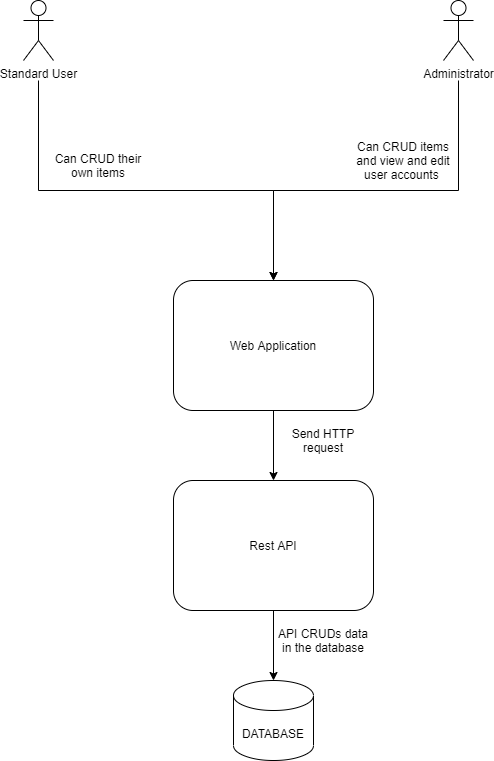 Standard User
Administrator
Can CRUD their
own items
Can CRUD items
and view and edit
user accounts
Web Application
Send HTTP
request
Rest API
API CRUDs data
in the database
DATABASE